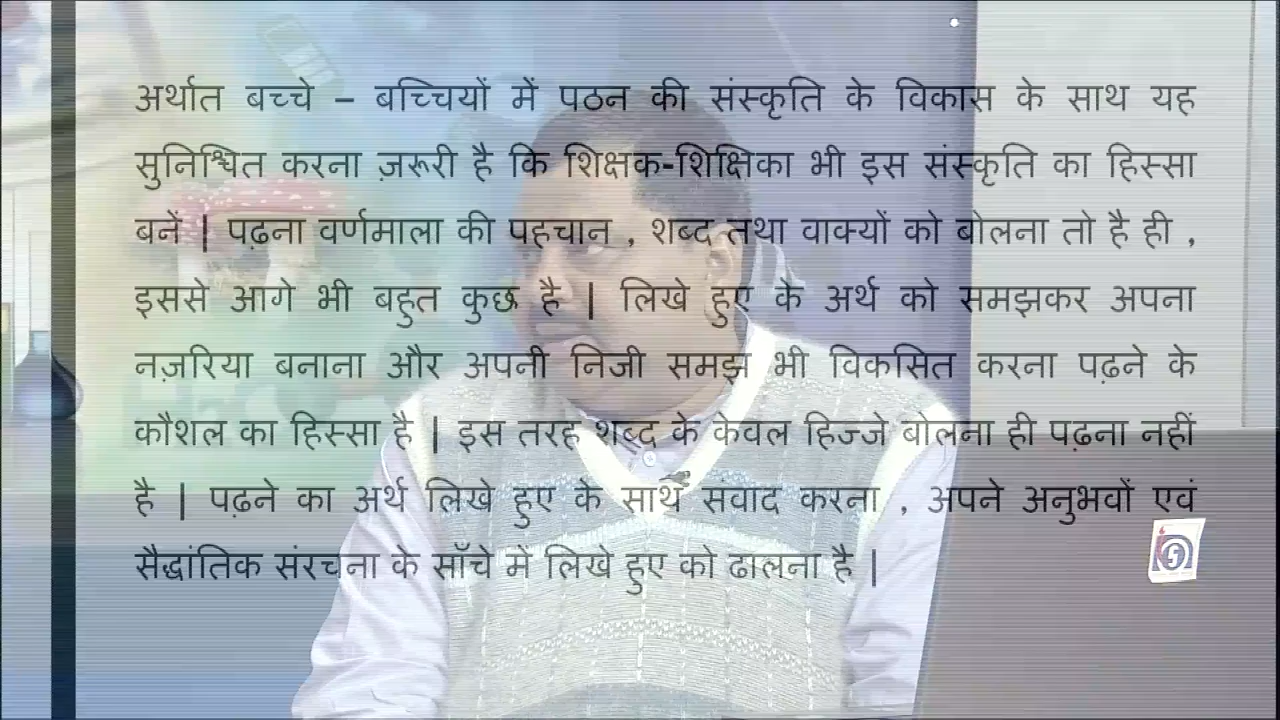 अर्थात बच्चे – बच्चियों में पठन की संस्कृति के विकास के साथ यह
सुनिश्चित करना ज़रूरी है कि शिक्षक-शिक्षिका भी इस संस्कृति का हिस्सा
बनें | पढ़ना वर्णमाला की पहचान , शब्द तथा वाक्यों को बोलना तो है ही ,
इससे आगे भी बहुत कुछ है | लिखे हुए के अर्थ को समझकर अपना
नज़रिया बनाना और अपनी निजी समझ भी विकसित करना पढ़ने के
कौशल का हिस्सा है | इस तरह शब्द के केवल हिज्जे बोलना ही पढ़ना नहीं
है | पढ़ने का अर्थ लिखे हुए के साथ संवाद करना , अपने अनुभवों एवं
सैद्धांतिक संरचना के साँचे में लिखे हुए को ढालना है |